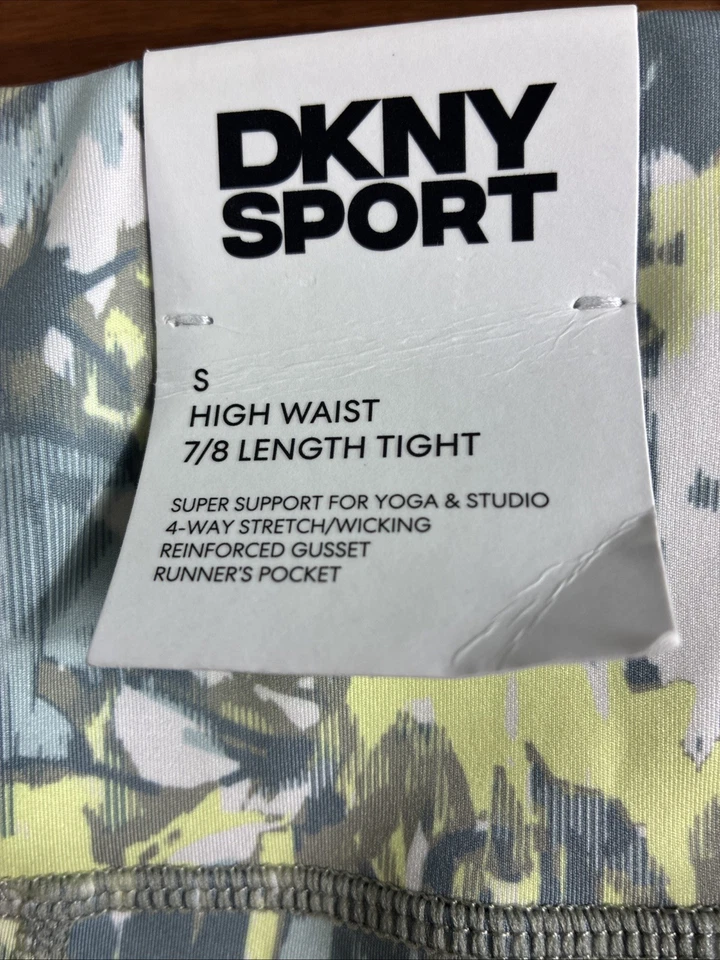 DKNY
SPORT
S
HIGH WAIST
7/8 LENGTH TIGHT
SUPER SUPPORT FOR YOGA & STUDIO
4-WAY STRETCH/WICKING
REINFORCED GUSSET
RUNNER'S POCKET